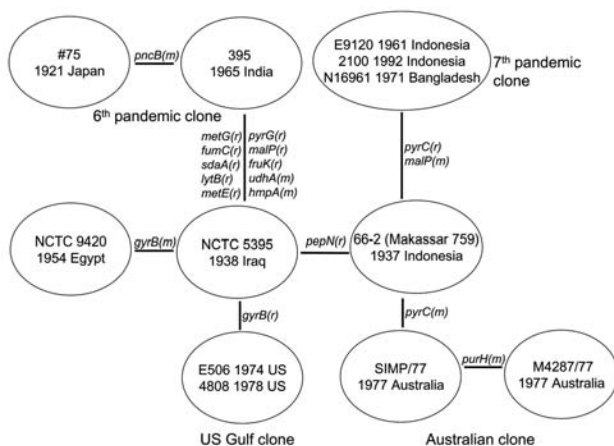 #75
1921 Japan
pncB(m)
395
1965 India
E9120 1961 Indonesia
2100 1992 Indonesia
N16961 1971 Bangladesh
7th pandemic
clone
6th pandemic clone
metG(r) pyrG(r)
fumC(r) malP(r)
sdaA(r) fruK(r)
lytB(r) udhA(m)
metE(r) hmpA(m)
pyrC(r)
malP(m)
NCTC 9420
1954 Egypt
gyrB(m)
NCTC 5395
1938 Iraq
pepN(r)
66-2 (Makassar 759)
1937 Indonesia
gyrB(r)
pyrC(m)
E506 1974 US
4808 1978 US
SIMP/77
1977 Australia
purH(m)
M4287/77
1977 Australia
US Gulf clone
Australian clone